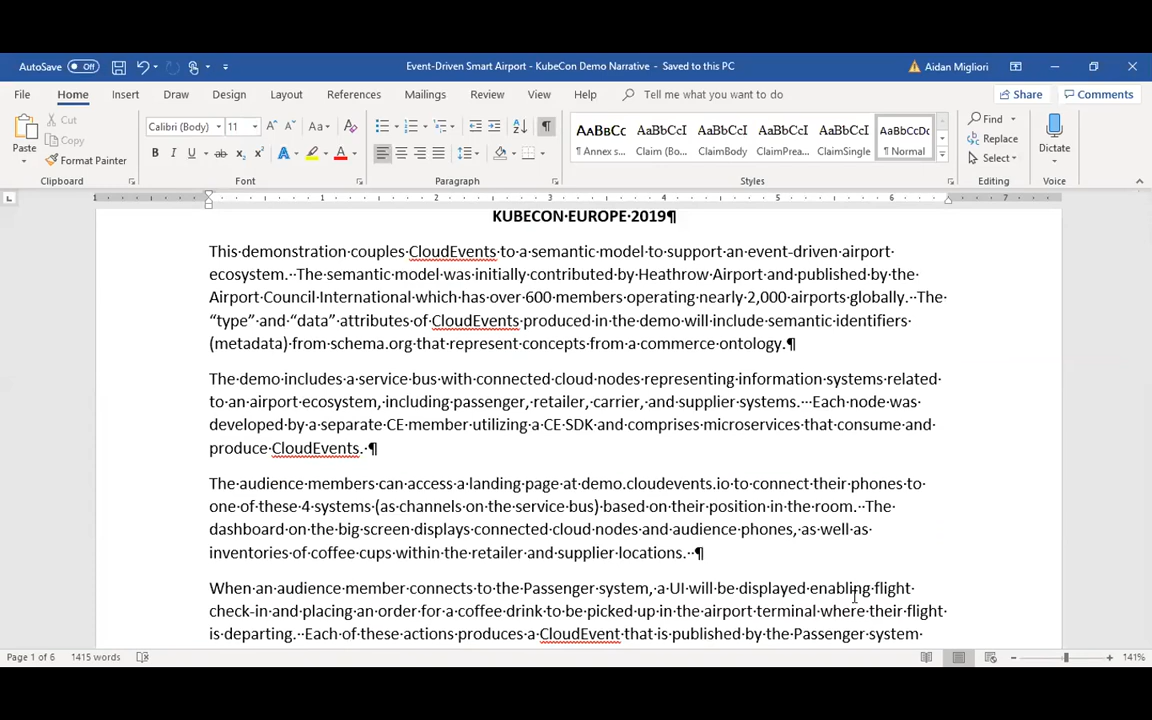 AutoSave Off Event-Driven Smart Airport - KubeCon Demo Narrative - Saved to this PC Aidan Migliori
File Home Insert Draw Design Layout References Mailings Review View Help Tell me what you want to do Share Comments
Paste Cut Copy Format Painter
Calibri (Body) 11 Aa
B I U ab x₂ x² A A
AaBbCc AaBbCcI AaBbCcI AaBbCcI AaBbCcI AaBbCcDc
¶ Annex s... Claim (Bo... ClaimBody ClaimPrea... ClaimSingle ¶ Normal
Find Replace Select Dictate
Clipboard Font Paragraph Styles Editing Voice
1 1 2 3 4 5 6 7
KUBECON·EUROPE·2019¶
This·demonstration·couples·CloudEvents·to·a·semantic·model·to·support·an·event-driven·airport·
ecosystem.··The·semantic·model·was·initially·contributed·by·Heathrow·Airport·and·published·by·the·
Airport·Council·International·which·has·over·600·members·operating·nearly·2,000·airports·globally.··The·
“type”·and·“data”·attributes·of·CloudEvents·produced·in·the·demo·will·include·semantic·identifiers·
(metadata)·from·schema.org·that·represent·concepts·from·a·commerce·ontology.¶
The·demo·includes·a·service·bus·with·connected·cloud·nodes·representing·information·systems·related·
to·an·airport·ecosystem,·including·passenger,·retailer,·carrier,·and·supplier·systems.···Each·node·was·
developed·by·a·separate·CE·member·utilizing·a·CE·SDK·and·comprises·microservices·that·consume·and·
produce·CloudEvents.·¶
The·audience·members·can·access·a·landing·page·at·demo.cloudevents.io·to·connect·their·phones·to·
one·of·these·4·systems·(as·channels·on·the·service·bus)·based·on·their·position·in·the·room.··The·
dashboard·on·the·big·screen·displays·connected·cloud·nodes·and·audience·phones,·as·well·as·
inventories·of·coffee·cups·within·the·retailer·and·supplier·locations.··¶
When·an·audience·member·connects·to·the·Passenger·system,·a·UI·will·be·displayed·enabling·flight·
check-in·and·placing·an·order·for·a·coffee·drink·to·be·picked·up·in·the·airport·terminal·where·their·flight·
is·departing.··Each·of·these·actions·produces·a·CloudEvent·that·is·published·by·the·Passenger·system·
Page 1 of 6 1415 words 141%